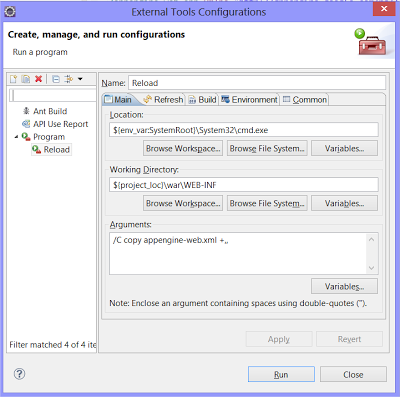 External Tools Configurations
Create, manage, and run configurations
Run a program
Name: Reload
Main Refresh Build Environment Common
Ant Build
API Use Report
Program
Reload
Location:
${env_var:SystemRoot}\System32\cmd.exe
Browse Workspace... Browse File System... Variables...
Working Directory:
${project_loc}\war\WEB-INF
Browse Workspace... Browse File System... Variables...
Arguments:
/C copy appengine-web.xml +,,
Variables...
Note: Enclose an argument containing spaces using double-quotes (").
Filter matched 4 of 4 ite
Apply Revert
Run Close